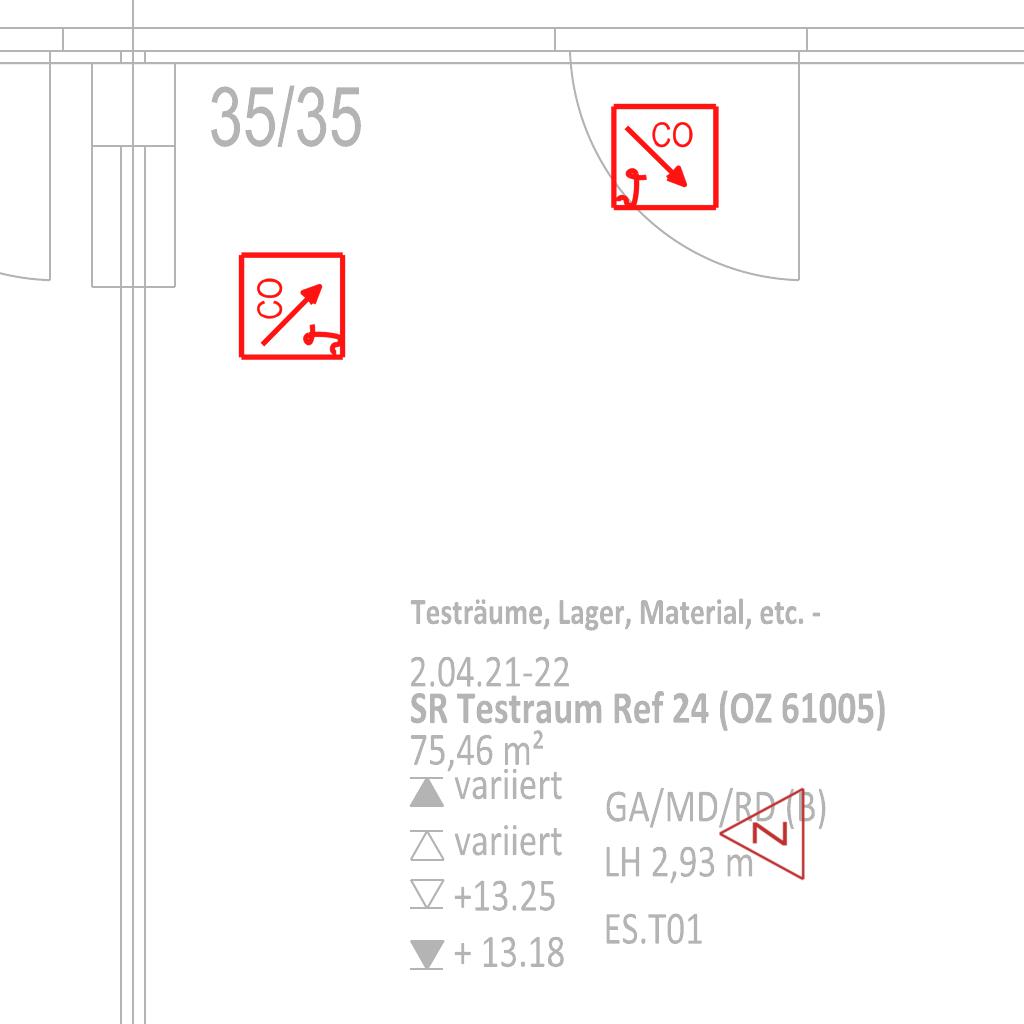 35/35
CO
CO
Testräume, Lager, Material, etc. -
2.04.21-22
SR Testraum Ref 24 (OZ 61005)
75,46 m²
variiert
GA/MD/RD (B)
Z
variiert
LH 2,93 m
+13.25
ES.T01
+ 13.18